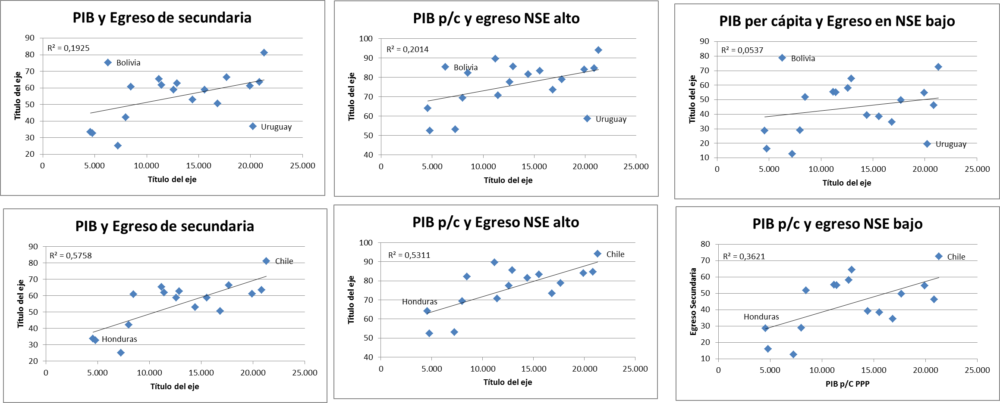 PIB y Egreso de secundaria
R² = 0,1925
90
80
70
60
50
40
30
20
Título del eje
Bolivia
Uruguay
0 5.000 10.000 15.000 20.000 25.000
Título del eje
PIB p/c y egreso NSE alto
R² = 0,2014
100
90
80
70
60
50
40
Título del eje
Bolivia
Uruguay
0 5.000 10.000 15.000 20.000 25.000
Título del eje
PIB per cápita y Egreso en NSE bajo
R² = 0,0537
90
80
70
60
50
40
30
20
10
Título del eje
Bolivia
Uruguay
0 5.000 10.000 15.000 20.000 25.000
Título del eje
PIB y Egreso de secundaria
R² = 0,5758
90
80
70
60
50
40
30
20
Título del eje
Chile
Honduras
0 5.000 10.000 15.000 20.000 25.000
Título del eje
PIB p/c y Egreso NSE alto
R² = 0,5311
100
90
80
70
60
50
40
Título del eje
Chile
Honduras
0 5.000 10.000 15.000 20.000 25.000
Título del eje
PIB p/c y egreso NSE bajo
R² = 0,3621
80
70
60
50
40
30
20
10
Egreso Secundaria
Chile
Honduras
0 5.000 10.000 15.000 20.000 25.000
PIB p/C PPP